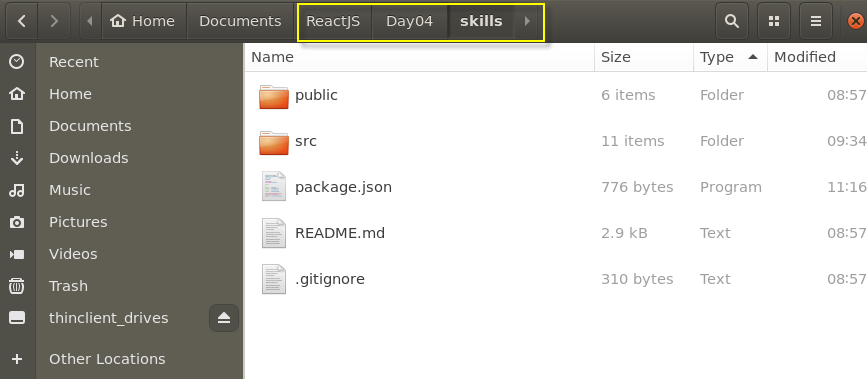 Home Documents ReactJS Day04 skills
Name Size Type Modified
Recent
Home
Documents
Downloads
Music
Pictures
Videos
Trash
thinclient_drives
Other Locations
public 6 items Folder 08:57
src 11 items Folder 09:34
package.json 776 bytes Program 11:16
README.md 2.9 kB Text 08:57
.gitignore 310 bytes Text 08:57